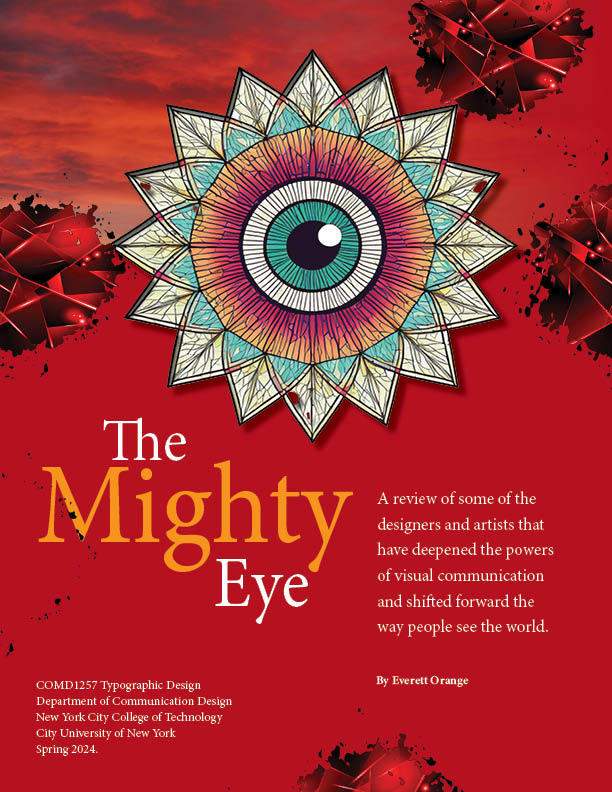 The
Mighty
Eye
A review of some of the
designers and artists that
have deepened the powers
of visual communication
and shifted forward the
way people see the world.
By Everett Orange
COMD1257 Typographic Design
Department of Communication Design
New York City College of Technology
City University of New York
Spring 2024.